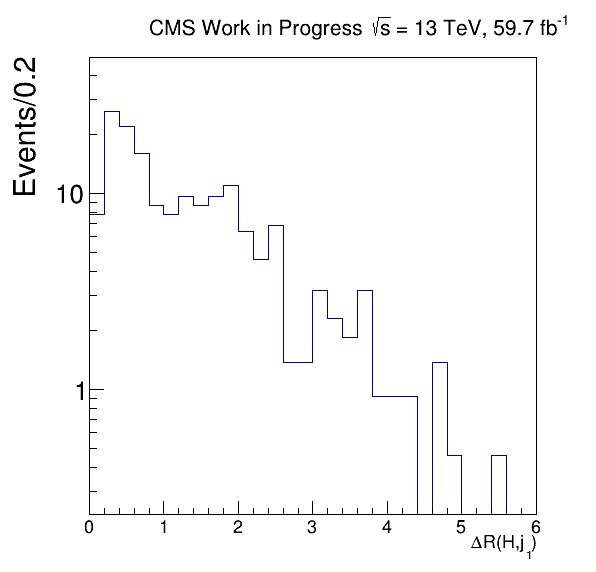 CMS Work in Progress √s = 13 TeV, 59.7 fb⁻¹
Events/0.2
10
1
0 1 2 3 4 5 6
ΔR(H,j₁)